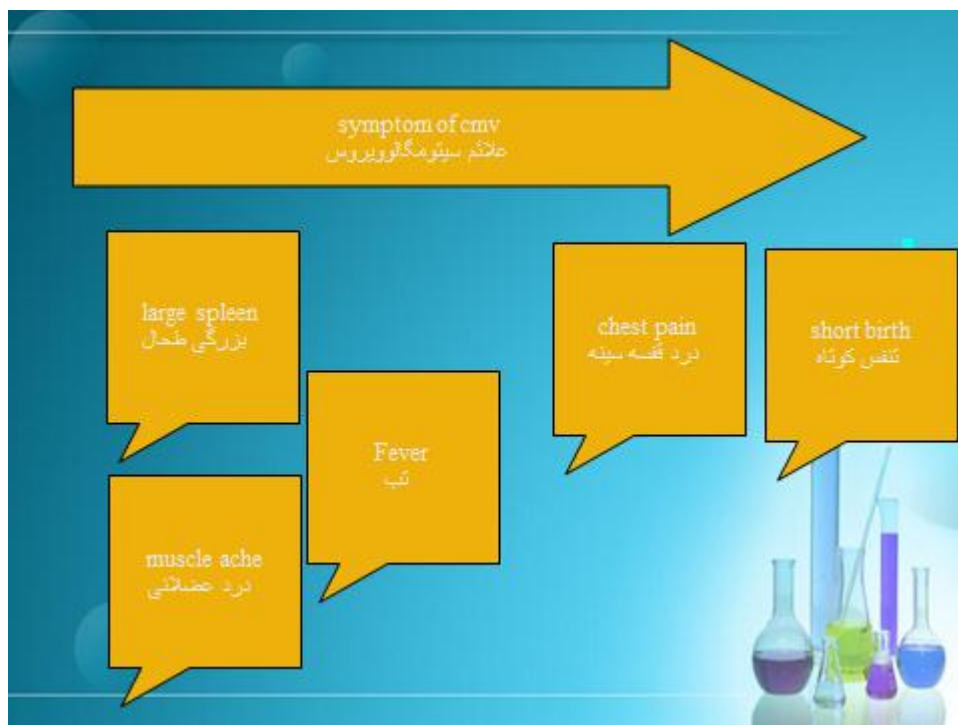 symptom of cmv
علائم سیتومگالوویروس
large spleen
بزرگی طحال
chest pain
درد قفسه سینه
short birth
تنفس کوتاه
Fever
تب
muscle ache
درد عضلانی